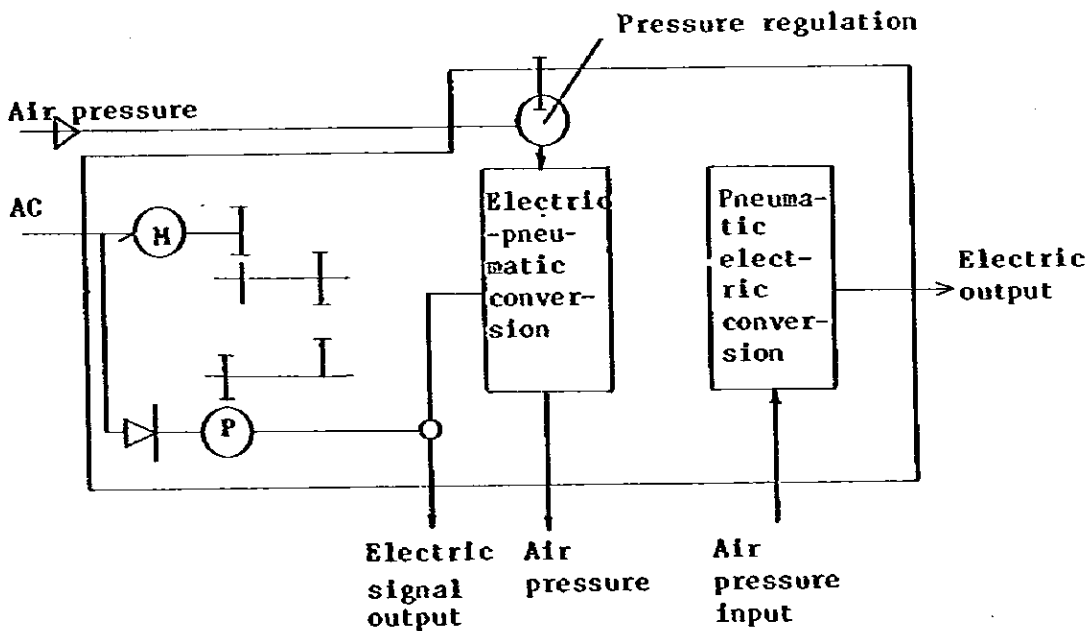 Pressure regulation
Air pressure
AC
M
P
Electric
-pneu-
matic
conver-
sion
Pneuma-
tic
elect-
ric
conver-
sion
Electric
output
Electric
signal
output
Air
pressure
Air
pressure
input